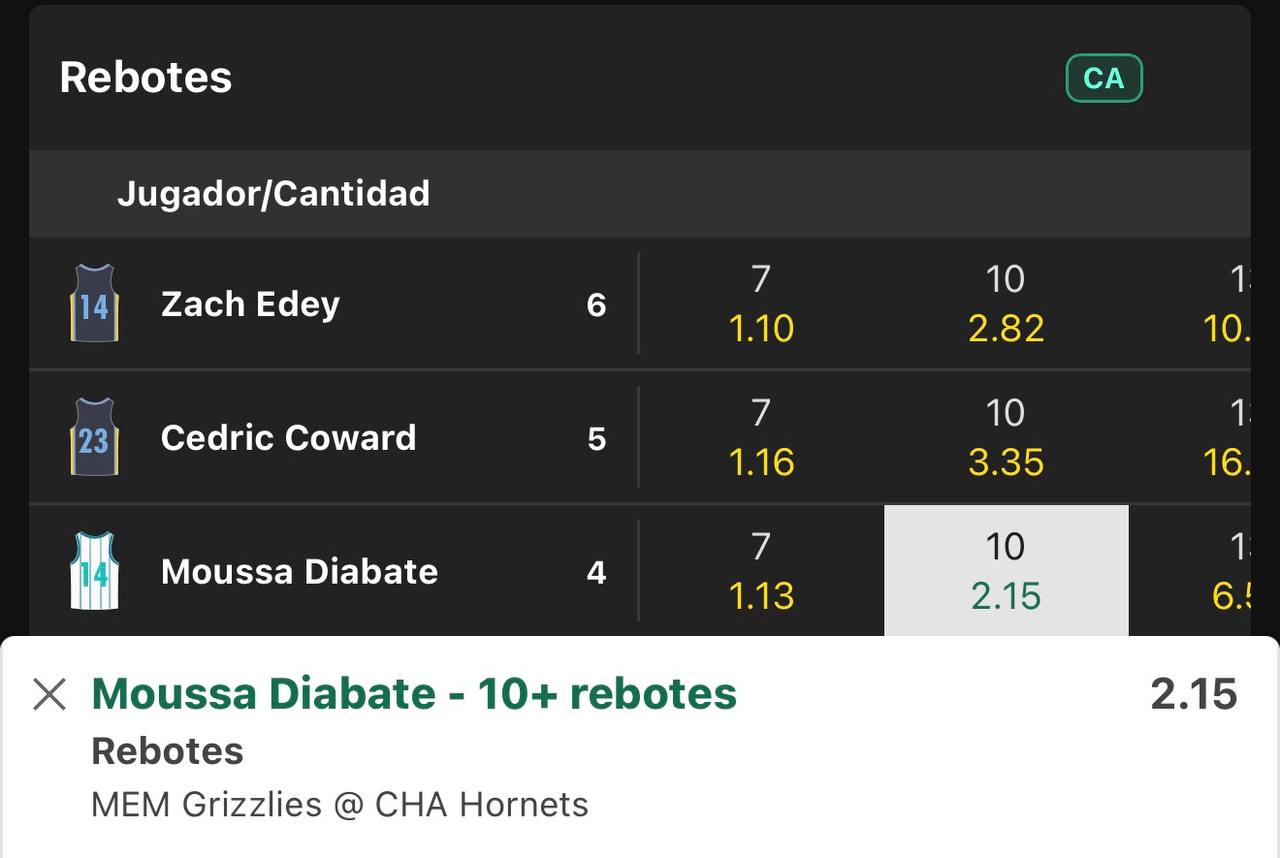 Rebotes
CA
Jugador/Cantidad
14 Zach Edey 6 7 10
1.10 2.82 10.
23 Cedric Coward 5 7 10
1.16 3.35 16.
14 Moussa Diabate 4 7 10
1.13 2.15
Moussa Diabate - 10+ rebotes 2.15
Rebotes
MEM Grizzlies @ CHA Hornets